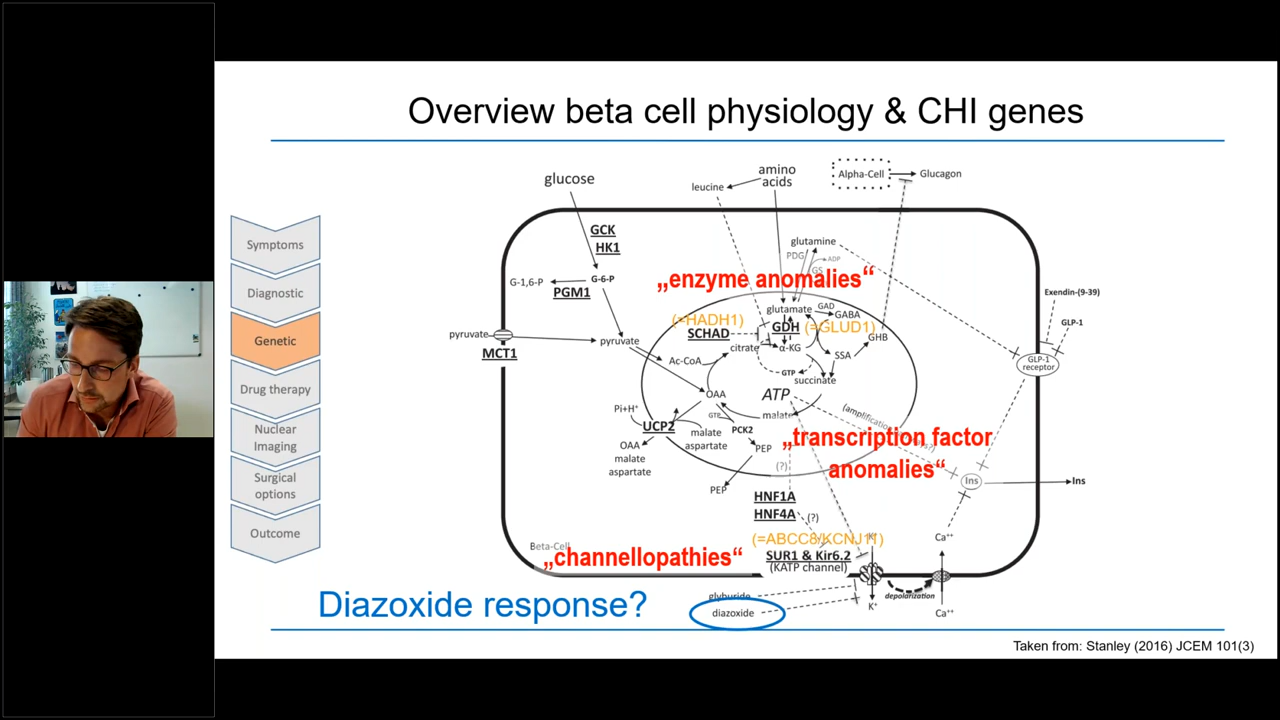 Overview beta cell physiology & CHI genes
Symptoms
Diagnostic
Genetic
Drug therapy
Nuclear
Imaging
Surgical
options
Outcome
glucose
amino
acids
leucine
Alpha-Cell
Glucagon
GCK
HK1
G-1,6-P
G-6-P
PGM1
glutamine
PDG
ADP
GS
„enzyme anomalies“
Exendin-(9-39)
GLP-1
GLP-1
receptor
pyruvate
MCT1
pyruvate
(=HADH1)
SCHAD
glutamate
GAD
GABA
GDH
(=GLUD1)
GHB
citrate
α-KG
SSA
Ac-CoA
GTP
succinate
OAA
ATP
malate
Pi+H⁺
GTP
UCP2
malate
aspartate
PCK2
OAA
malate
aspartate
PEP
PEP
(?)
„transcription factor
anomalies“
Ins
Ins
HNF1A
HNF4A
(?)
(=ABCC8/KCNJ11)
SUR1 & Kir6.2
(KATP channel)
Beta-Cell
„channellopathies“
K⁺
Ca⁺⁺
K⁺
depolarization
Ca⁺⁺
glyburide
diazoxide
Diazoxide response?
Taken from: Stanley (2016) JCEM 101(3)